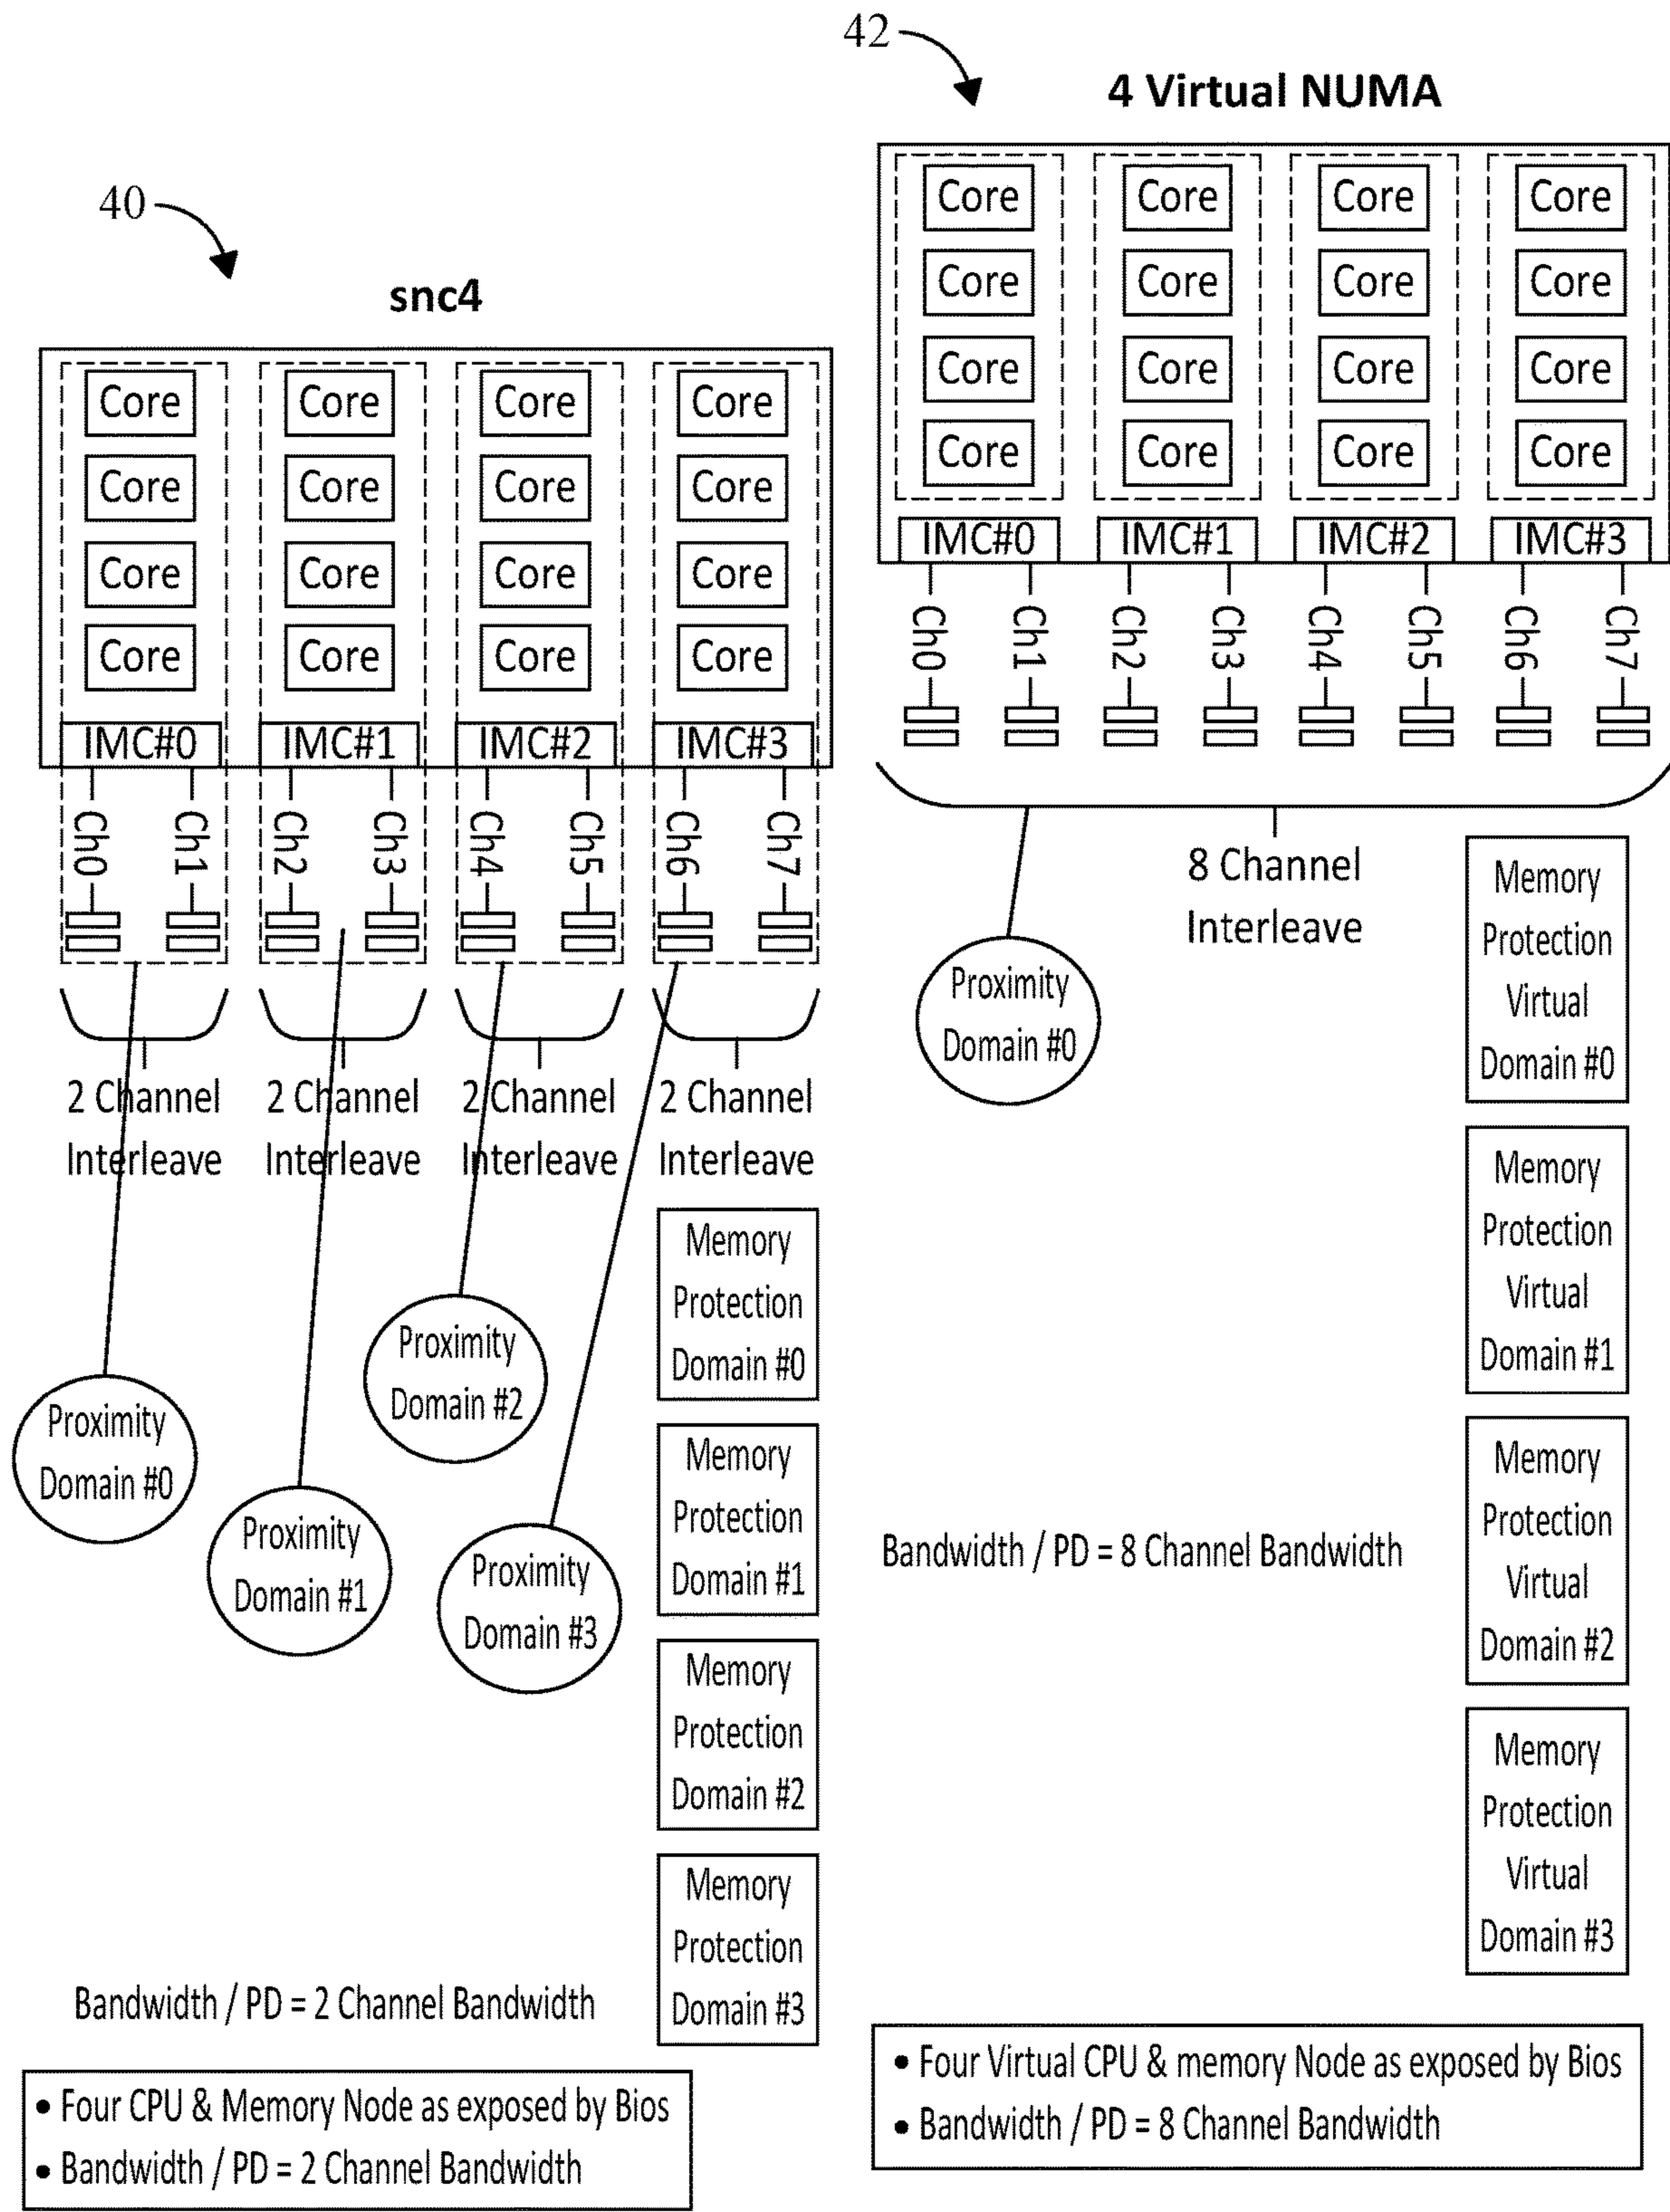 40
snc4
Core Core Core Core
Core Core Core Core
Core Core Core Core
Core Core Core Core
IMC#0 IMC#1 IMC#2 IMC#3
Ch0 Ch1 Ch2 Ch3 Ch4 Ch5 Ch6 Ch7
2 Channel 2 Channel 2 Channel 2 Channel
Interleave Interleave Interleave Interleave
Proximity
Domain #0
Proximity
Domain #1
Proximity
Domain #2
Proximity
Domain #3
Memory
Protection
Domain #0
Memory
Protection
Domain #1
Memory
Protection
Domain #2
Memory
Protection
Domain #3
Bandwidth / PD = 2 Channel Bandwidth
• Four CPU & Memory Node as exposed by Bios
• Bandwidth / PD = 2 Channel Bandwidth
42
4 Virtual NUMA
Core Core Core Core
Core Core Core Core
Core Core Core Core
Core Core Core Core
IMC#0 IMC#1 IMC#2 IMC#3
Ch0 Ch1 Ch2 Ch3 Ch4 Ch5 Ch6 Ch7
8 Channel
Interleave
Proximity
Domain #0
Memory
Protection
Virtual
Domain #0
Memory
Protection
Virtual
Domain #1
Memory
Protection
Virtual
Domain #2
Memory
Protection
Virtual
Domain #3
Bandwidth / PD = 8 Channel Bandwidth
• Four Virtual CPU & memory Node as exposed by Bios
• Bandwidth / PD = 8 Channel Bandwidth